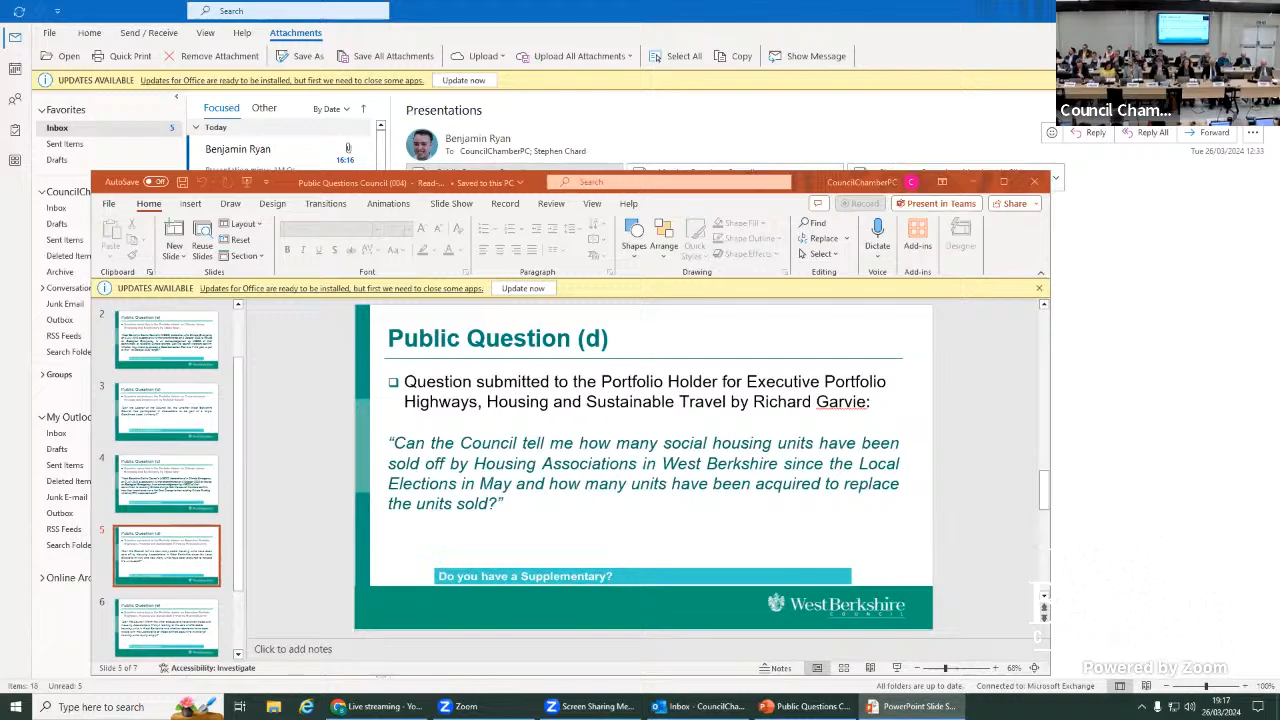 Search
File
Home
Send / Receive
View
Help
Attachments
Open
Quick Print
Remove Attachment
Save As
Save All Attachments
Upload
Upload All Attachments
Select All
Copy
Show Message
UPDATES AVAILABLE Updates for Office are ready to be installed, but first we need to close some apps. Update now
Favorites
Inbox 5
Sent Items
Drafts
Focused Other By Date
Today
Benjamin Ryan
16:16
Presentations
Benjamin Ryan
To: CouncilChamberPC; Stephen Chard
Council Cham...
Reply Reply All Forward
Tue 26/03/2024 12:33
CouncilCh
Inbox
Drafts
Sent Items
Deleted Item
Archive
Conversation
Junk Email
Outbox
RSS Feeds
Search Folde
Groups
My Outlook
Inbox
Drafts
Sent Items
Deleted Item
Junk E-mail
Outbox
RSS Feeds
Search Folde
Online Arc
AutoSave Off
Public Questions Council (004) - Read-... • Saved to this PC
Search
CouncilChamberPC C
File Home Insert Draw Design Transitions Animations Slide Show Record Review View Help
Record Present in Teams Share
Paste
New Slide
Reuse Slides
Layout
Reset
Section
Shapes Arrange Quick Styles
Shape Fill
Shape Outline
Shape Effects
Find
Replace
Select
Dictate
Add-ins
Designer
Clipboard Slides Font Paragraph Drawing Editing Voice Add-ins
UPDATES AVAILABLE Updates for Office are ready to be installed, but first we need to close some apps. Update now
2
3
4
5
6
Public Question (d)
Question submitted to the Portfolio Holder for Executive Portfolio
Highways, Housing and Sustainable Travel by Richard Garvie:
“Can the Council tell me how many social housing units have been
sold off by Housing Associations in West Berkshire since the Local
Elections in May and how many units have been acquired to replace
the units sold?”
Do you have a Supplementary?
West Berkshire
COUNCIL
Click to add notes
Slide 5 of 7 Accessibility: Investigate Notes 68%
Powered by Zoom
Items: 18 Unread: 5 All folders are up to date. Connected to: Microsoft Exchange 100%
Type here to search
Live streaming - Yo...
Zoom
Screen Sharing Me...
Inbox - CouncilCha...
Public Questions C...
PowerPoint Slide S...
19:17
26/03/2024